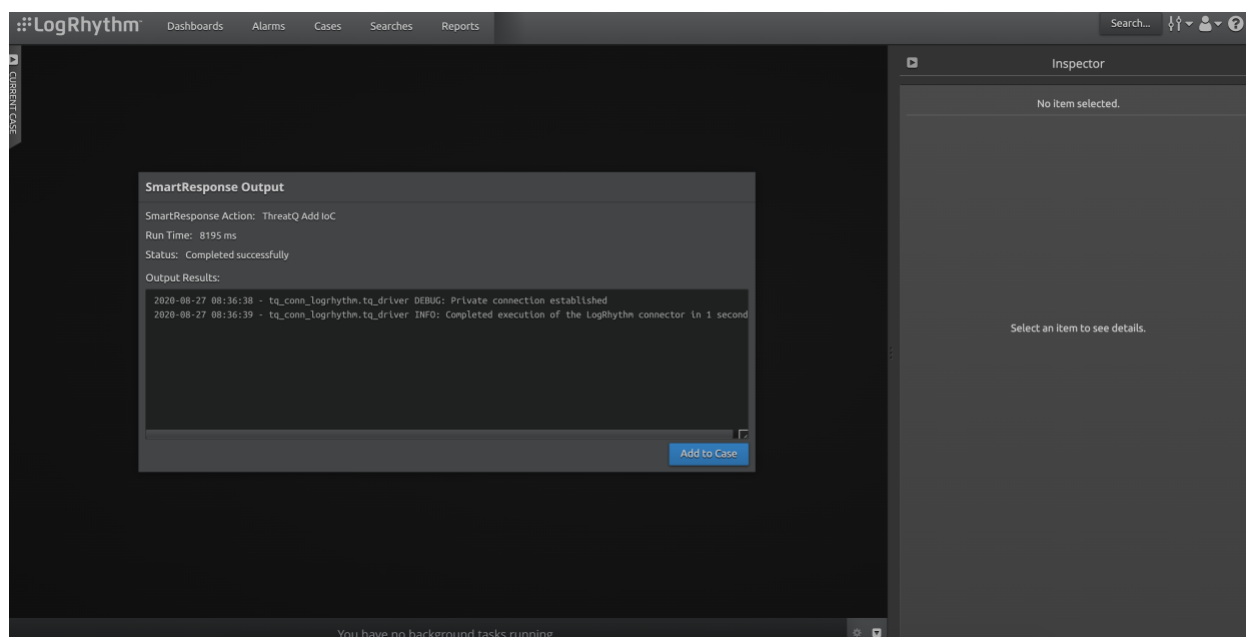 LogRhythm Dashboards Alarms Cases Searches Reports Search...
CURRENT CASE
Inspector
No item selected.
SmartResponse Output
SmartResponse Action: ThreatQ Add IoC
Run Time: 8195 ms
Status: Completed successfully
Output Results:
2020-08-27 08:36:38 - tq_conn_logrhythm.tq_driver DEBUG: Private connection established
2020-08-27 08:36:39 - tq_conn_logrhythm.tq_driver INFO: Completed execution of the LogRhythm connector in 1 second
Select an item to see details.
Add to Case
You have no background tasks running